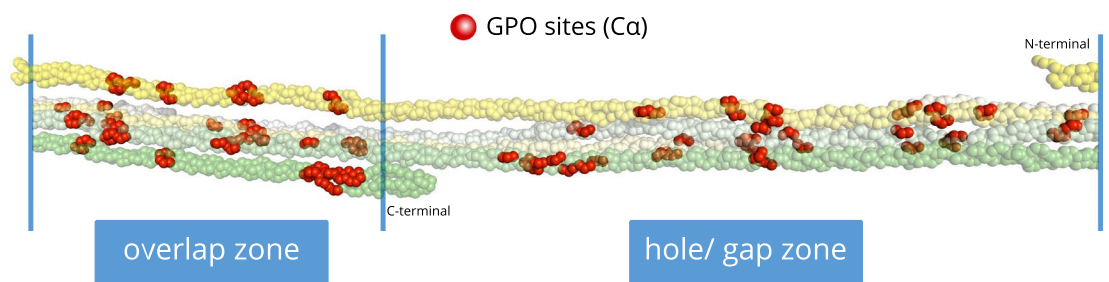 GPO sites (Cα)
N-terminal
C-terminal
overlap zone
hole/ gap zone